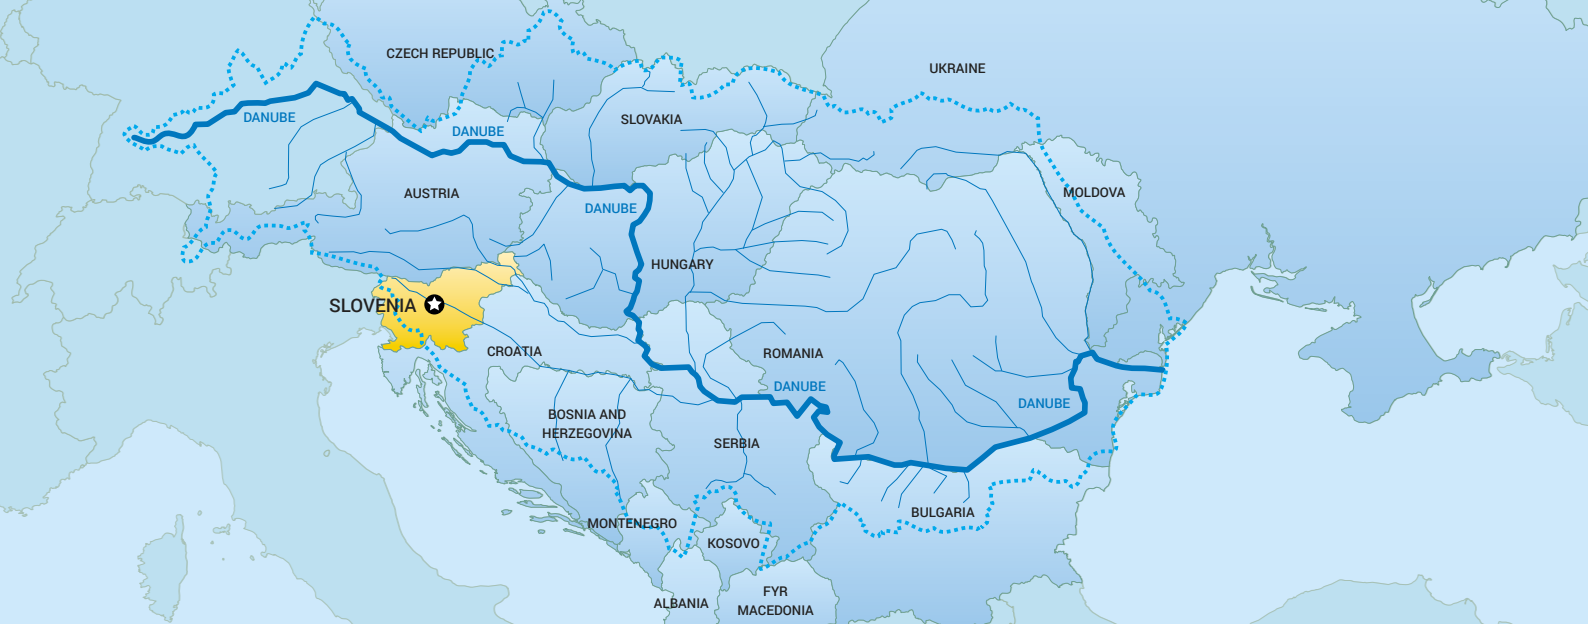 CZECH REPUBLIC
UKRAINE
DANUBE
SLOVAKIA
DANUBE
AUSTRIA
MOLDOVA
DANUBE
HUNGARY
SLOVENIA
CROATIA
ROMANIA
DANUBE
DANUBE
BOSNIA AND
HERZEGOVINA
SERBIA
BULGARIA
MONTENEGRO
KOSOVO
ALBANIA
FYR
MACEDONIA